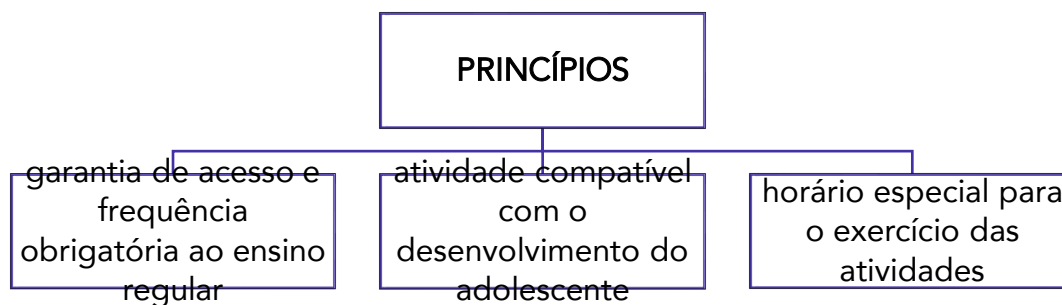 PRINCÍPIOS
garantia de acesso e
frequência
obrigatória ao ensino
regular
atividade compatível
com o
desenvolvimento do
adolescente
horário especial para
o exercício das
atividades